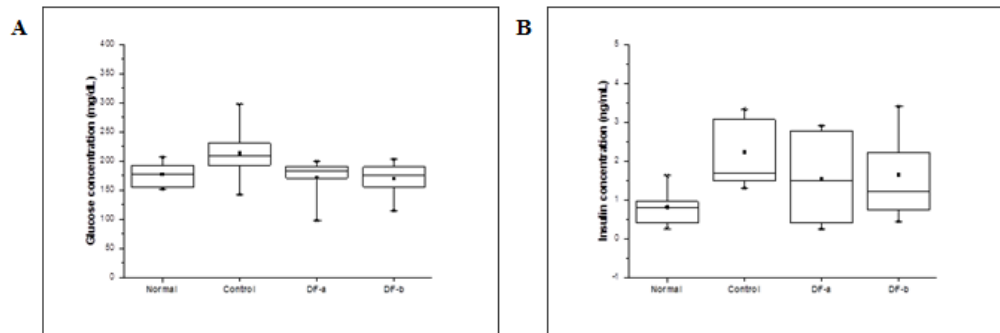 A
Glucose concentration (mg/dL)
400
350
300
250
200
150
100
50
0
Normal Control DF-a DF-b
B
Insulin concentration (ng/mL)
5
4
3
2
1
0
-1
Normal Control DF-a DF-b